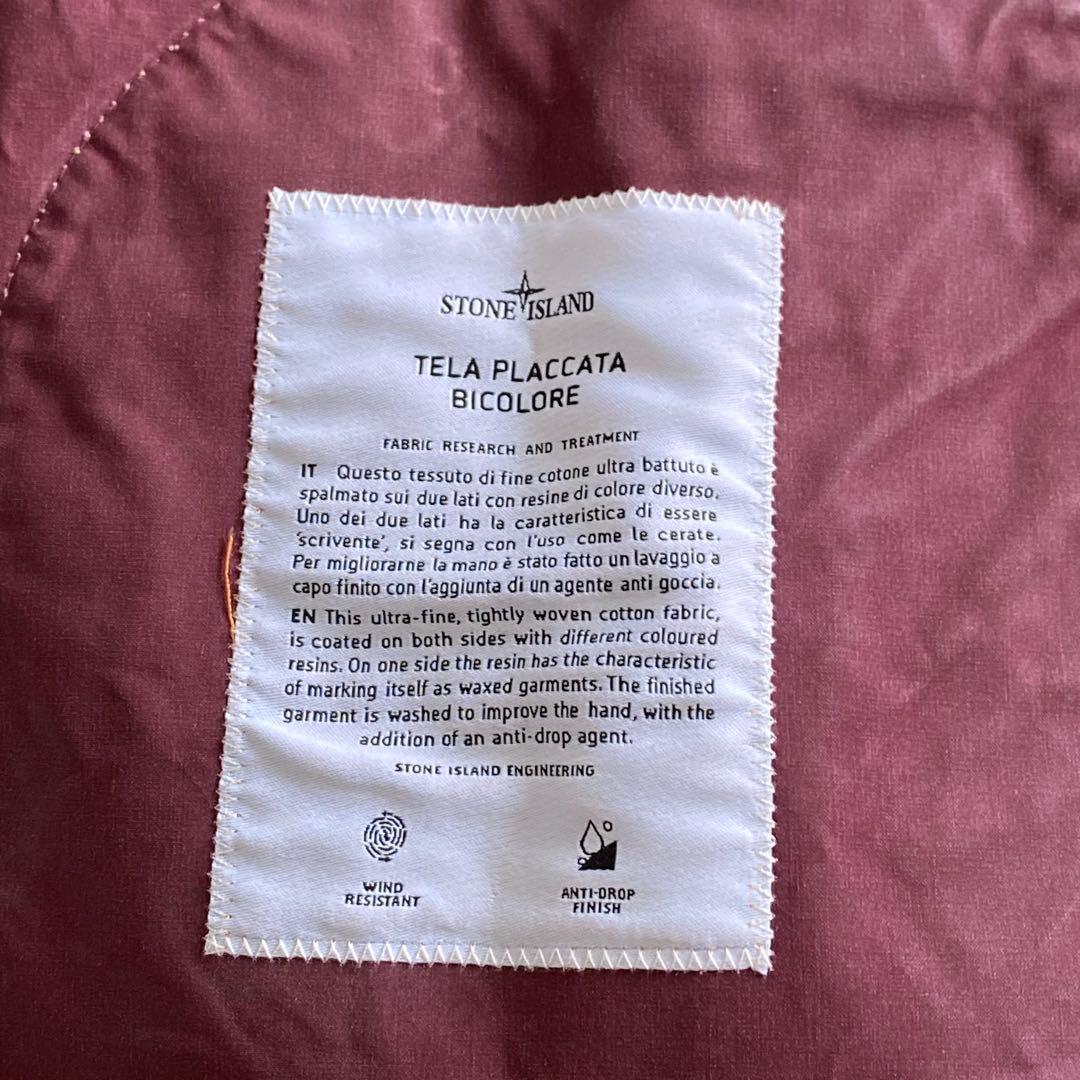 STONE ISLAND
TELA PLACCATA
BICOLORE
FABRIC RESEARCH AND TREATMENT
IT Questo tessuto di fine cotone ultra battuto è
spalmato sui due lati con resine di colore diverso.
Uno dei due lati ha la caratteristica di essere
'scrivente', si segna con l'uso come le cerate.
Per migliorarne la mano è stato fatto un lavaggio a
capo finito con l'aggiunta di un agente anti goccia.
EN This ultra-fine, tightly woven cotton fabric,
is coated on both sides with different coloured
resins. On one side the resin has the characteristic
of marking itself as waxed garments. The finished
garment is washed to improve the hand, with the
addition of an anti-drop agent.
STONE ISLAND ENGINEERING
WIND
RESISTANT
ANTI-DROP
FINISH